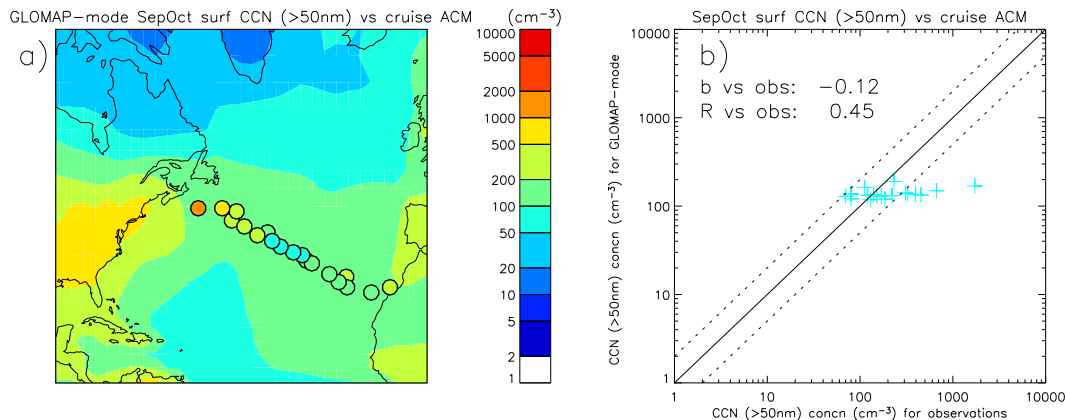 GLOMAP-mode SepOct surf CCN (>50nm) vs cruise ACM (cm⁻³)
a)
10000
5000
2000
1000
500
200
100
50
20
10
5
2
1
SepOct surf CCN (>50nm) vs cruise ACM
b)
b vs obs: −0.12
R vs obs: 0.45
CCN (>50nm) concn (cm⁻³) for GLOMAP-mode
10000
1000
100
10
1
1 10 100 1000 10000
CCN (>50nm) concn (cm⁻³) for observations